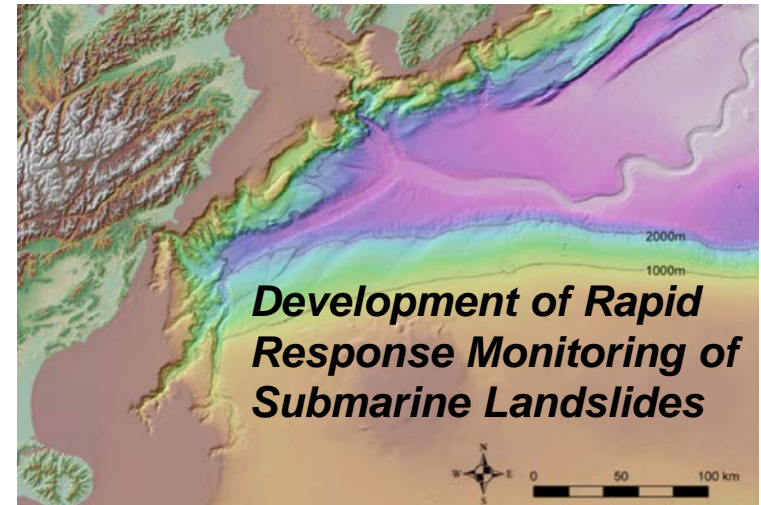 2000m
1000m
Development of Rapid
Response Monitoring of
Submarine Landslides
N
W E
S
0 50 100 km